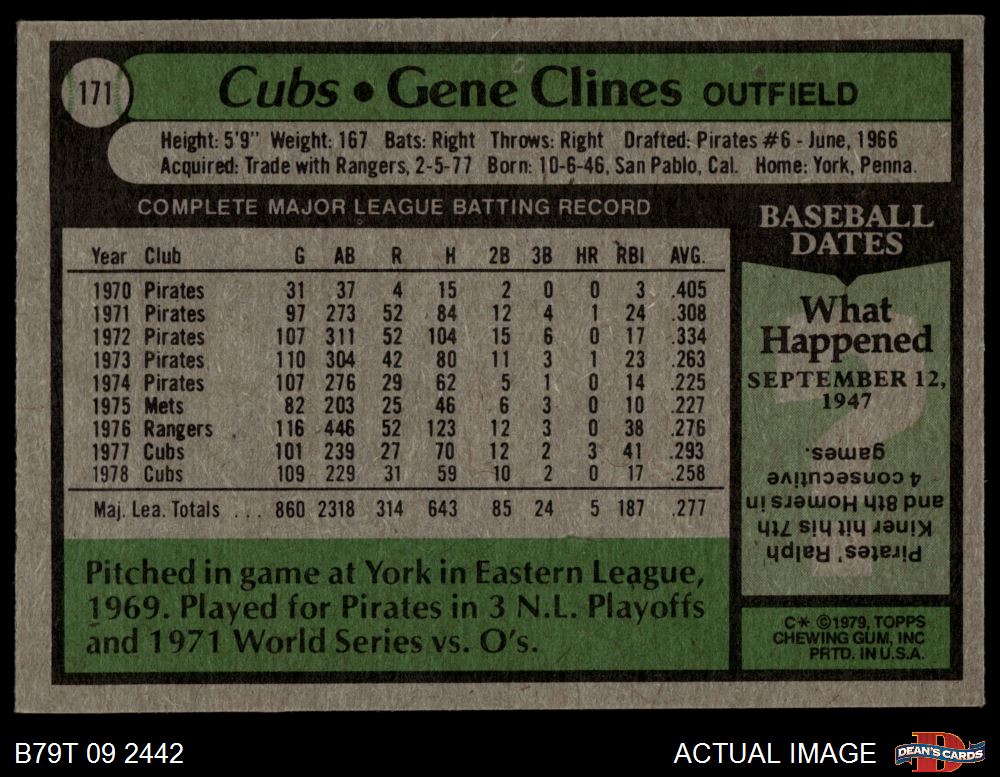 171
Cubs • Gene Clines OUTFIELD
Height: 5'9" Weight: 167 Bats: Right Throws: Right Drafted: Pirates #6 - June, 1966
Acquired: Trade with Rangers, 2-5-77 Born: 10-6-46, San Pablo, Cal. Home: York, Penna.
COMPLETE MAJOR LEAGUE BATTING RECORD
Year Club G AB R H 2B 3B HR RBI AVG.
1970 Pirates 31 37 4 15 2 0 0 3 .405
1971 Pirates 97 273 52 84 12 4 1 24 .308
1972 Pirates 107 311 52 104 15 6 0 17 .334
1973 Pirates 110 304 42 80 11 3 1 23 .263
1974 Pirates 107 276 29 62 5 1 0 14 .225
1975 Mets 82 203 25 46 6 3 0 10 .227
1976 Rangers 116 446 52 123 12 3 0 38 .276
1977 Cubs 101 239 27 70 12 2 3 41 .293
1978 Cubs 109 229 31 59 10 2 0 17 .258
Maj. Lea. Totals ... 860 2318 314 643 85 24 5 187 .277
Pitched in game at York in Eastern League,
1969. Played for Pirates in 3 N.L. Playoffs
and 1971 World Series vs. O's.
BASEBALL
DATES
What
Happened
SEPTEMBER 12,
1947
Pirates' Ralph
Kiner hit his 7th
and 8th Homers in
4 consecutive
games.
C* ©1979, TOPPS
CHEWING GUM, INC
PRTD. IN U.S.A.
B79T 09 2442
ACTUAL IMAGE
DEAN'S CARDS